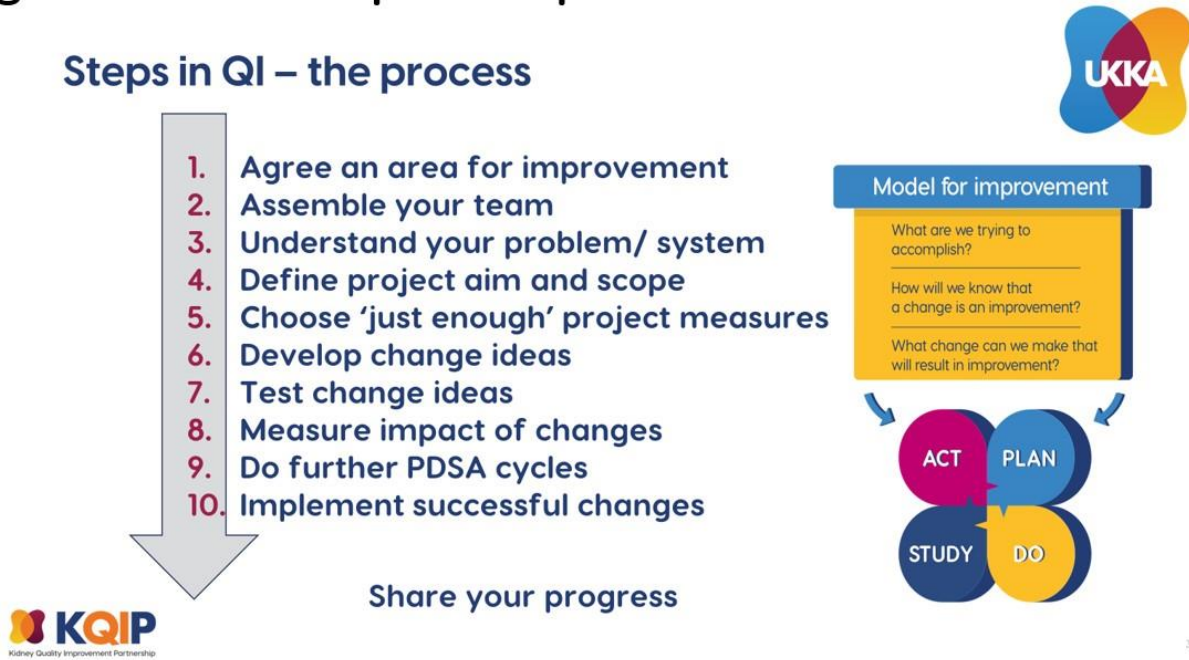 Steps in QI – the process
UKKA
1. Agree an area for improvement
2. Assemble your team
3. Understand your problem/ system
4. Define project aim and scope
5. Choose ‘just enough’ project measures
6. Develop change ideas
7. Test change ideas
8. Measure impact of changes
9. Do further PDSA cycles
10. Implement successful changes
Share your progress
Model for improvement
What are we trying to
accomplish?
How will we know that
a change is an improvement?
What change can we make that
will result in improvement?
ACT
PLAN
STUDY
DO
KQIP
Kidney Quality Improvement Partnership